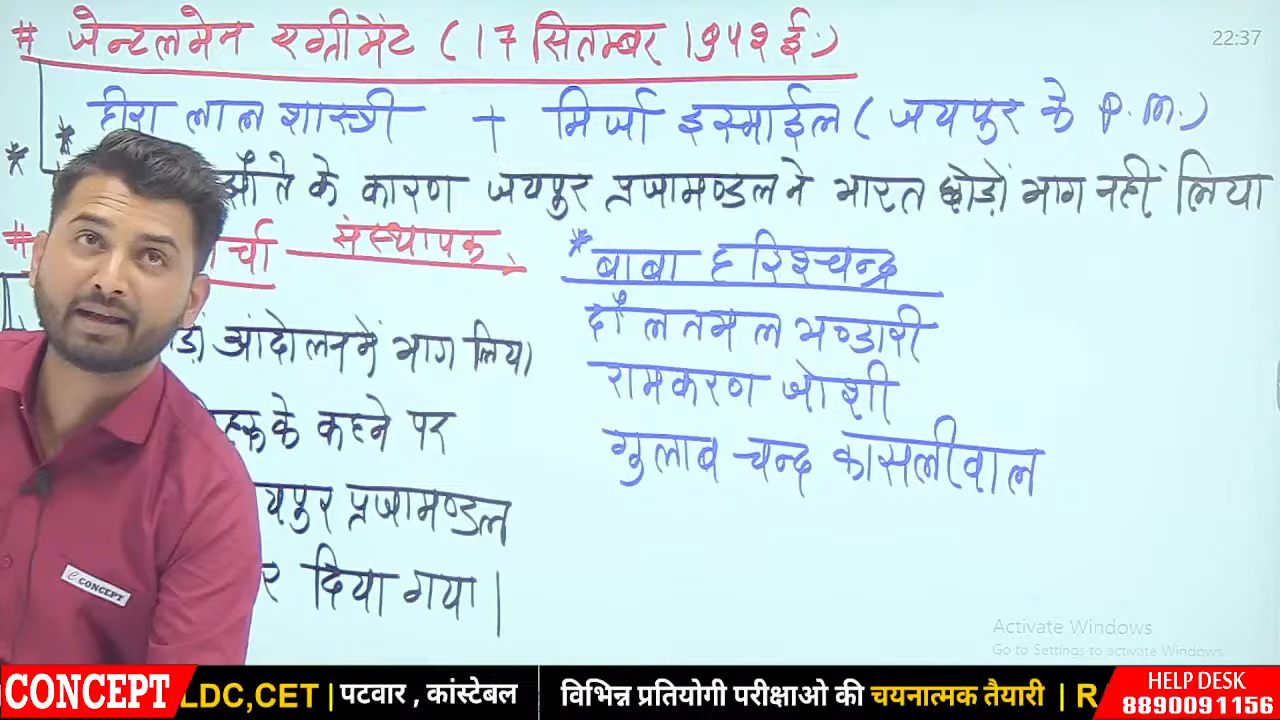 # जेन्टलमेन एग्रीमेंट (17 सितम्बर 1942 ई.)
22:37
हीरा लाल शास्त्री + मिर्जा इस्माईल (जयपुर के P.M.)
* * झौते के कारण जयपुर प्रजामण्डल ने भारत छोड़ों भाग नहीं लिया
# र्चा संस्थापक
* बाबा हरिश्चन्द्र
दौलतमल भण्डारी
ड़ों आंदोलन में भाग लिया
रामकरण जोशी
हरू के कहने पर
गुलाब चन्द कासलीवाल
यपुर प्रजामण्डल
र दिया गया।
e CONCEPT
Activate Windows
Go to Settings to activate Windows.
CONCEPT LDC,CET | पटवार , कांस्टेबल | विभिन्न प्रतियोगी परीक्षाओ की चयनात्मक तैयारी | R
HELP DESK
8890091156